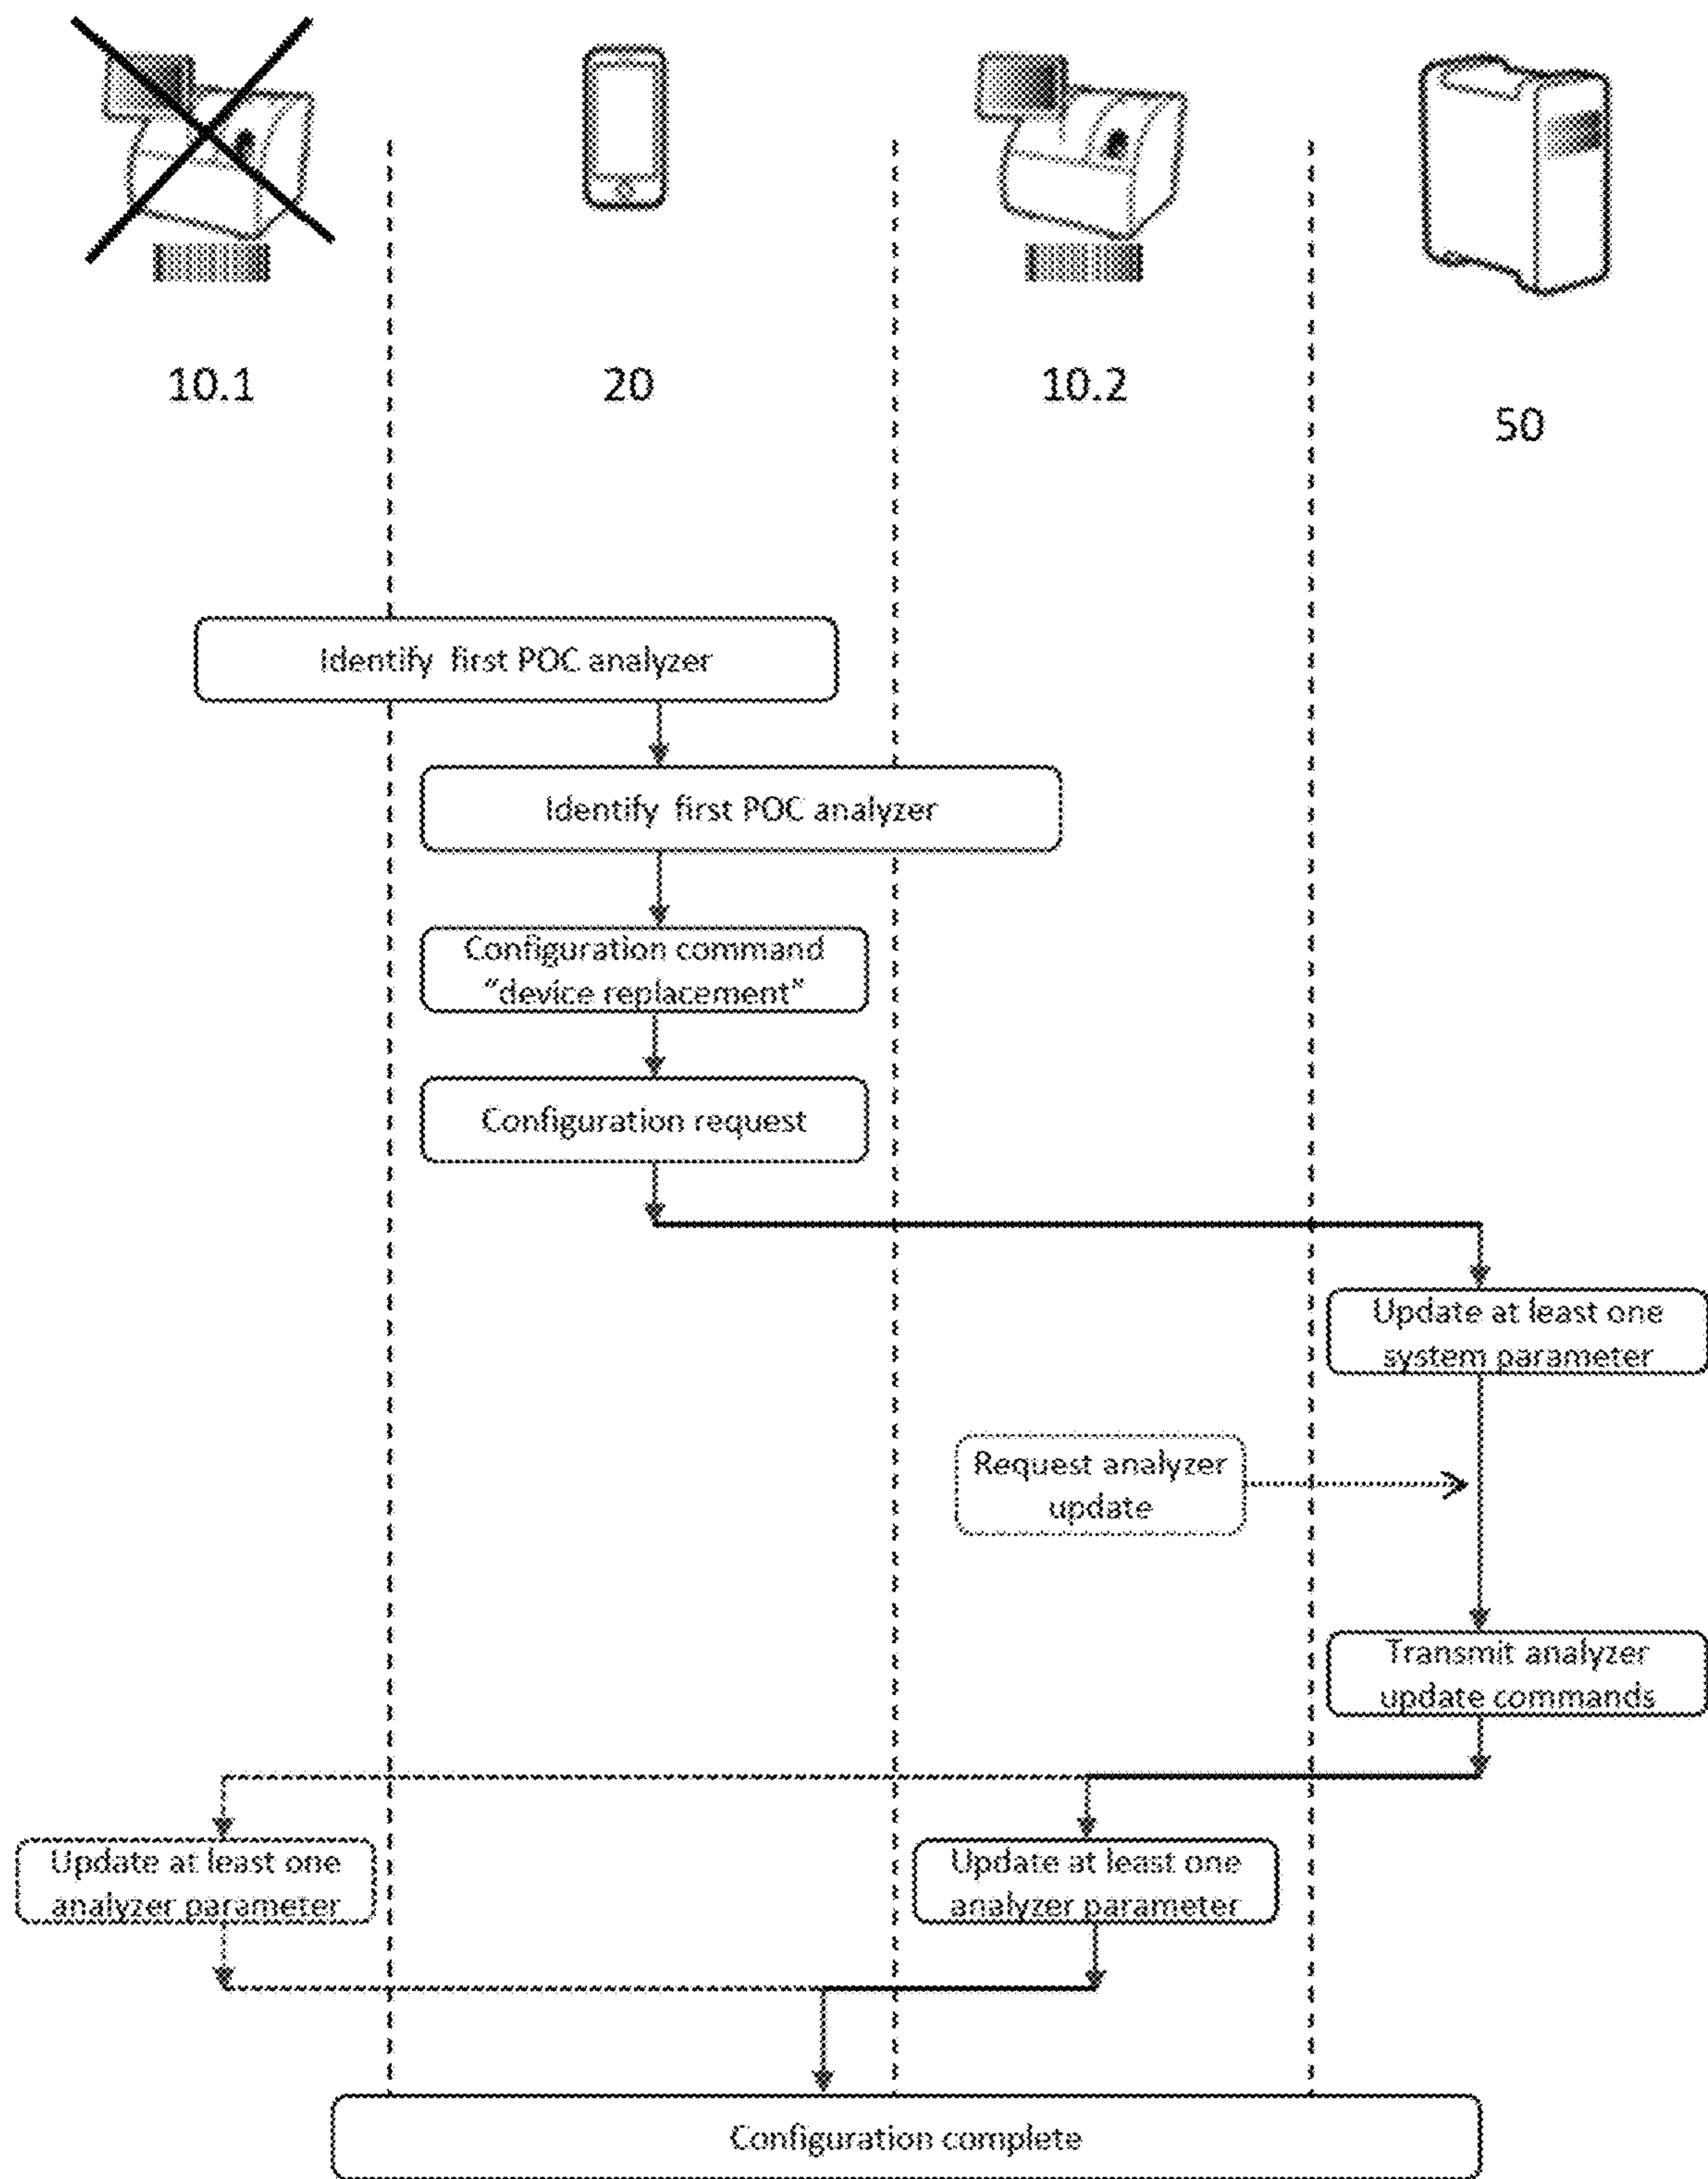 10.1
20
10.2
50
Identify first POC analyzer
Identify first POC analyzer
Configuration command
"device replacement"
Configuration request
Update at least one
system parameter
Request analyzer
update
Transmit analyzer
update commands
Update at least one
analyzer parameter
Update at least one
analyzer parameter
Configuration complete